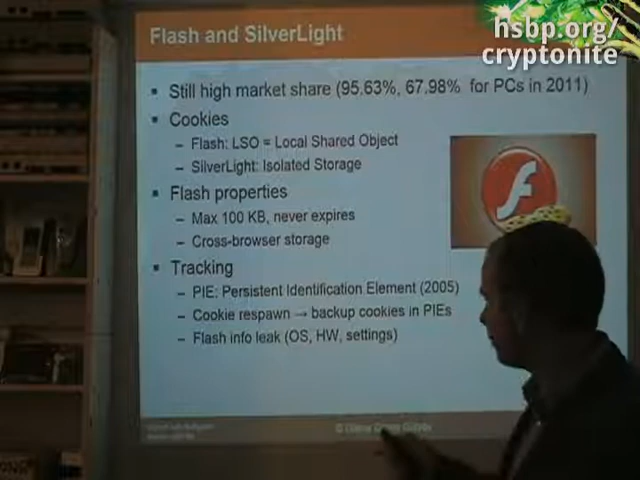 Flash and SilverLight
hsbp.org/
cryptonite
▪ Still high market share (95.63%, 67.98% for PCs in 2011)
▪ Cookies
– Flash: LSO = Local Shared Object
– SilverLight: Isolated Storage
▪ Flash properties
– Max 100 KB, never expires
– Cross-browser storage
▪ Tracking
– PIE: Persistent Identification Element (2005)
– Cookie respawn → backup cookies in PIEs
– Flash info leak (OS, HW, settings)